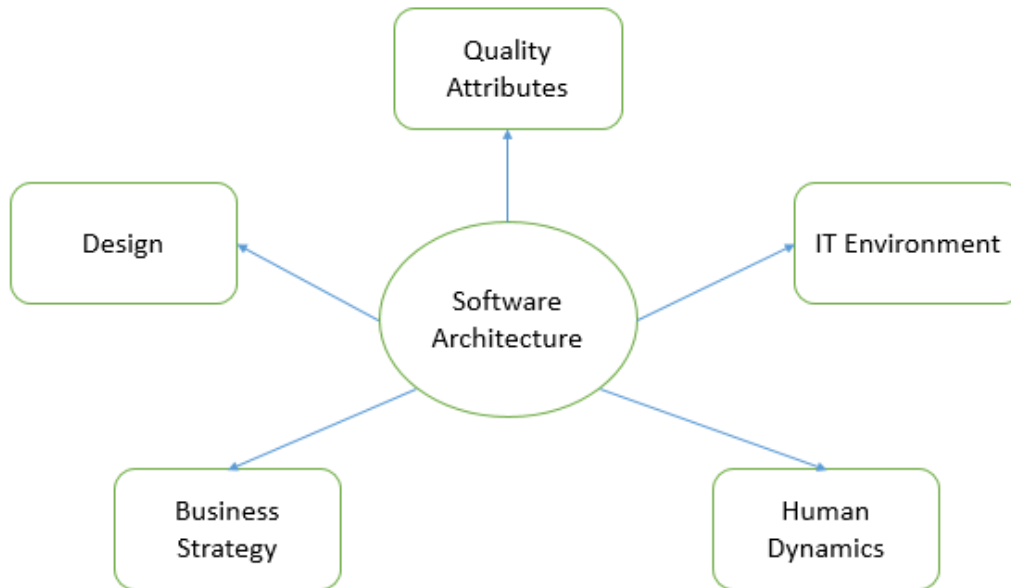 Quality
Attributes
Design
IT Environment
Software
Architecture
Business
Strategy
Human
Dynamics